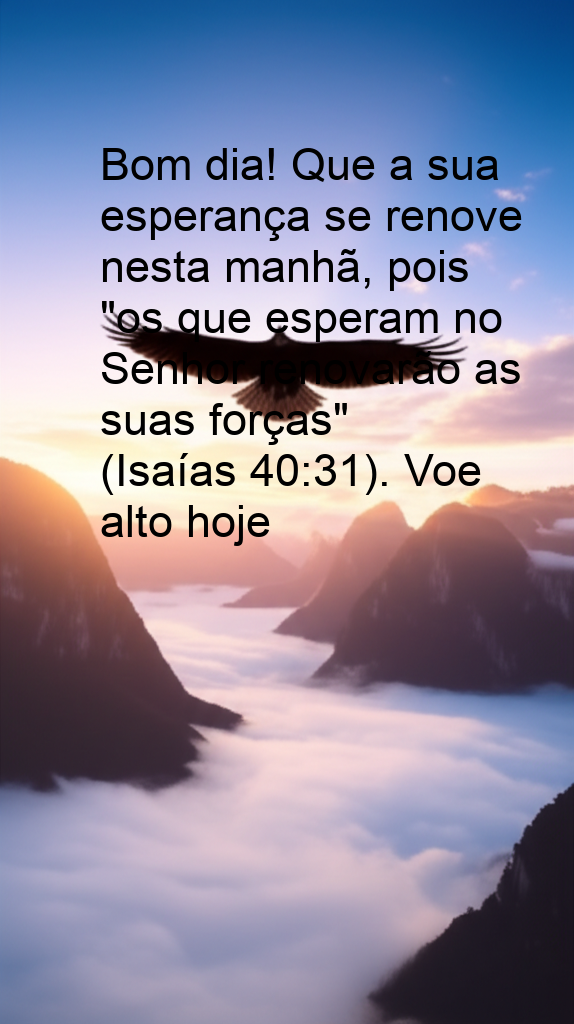 Bom dia! Que a sua
esperança se renove
nesta manhã, pois
"os que esperam no
Senhor renovarão as
suas forças"
(Isaías 40:31). Voe
alto hoje